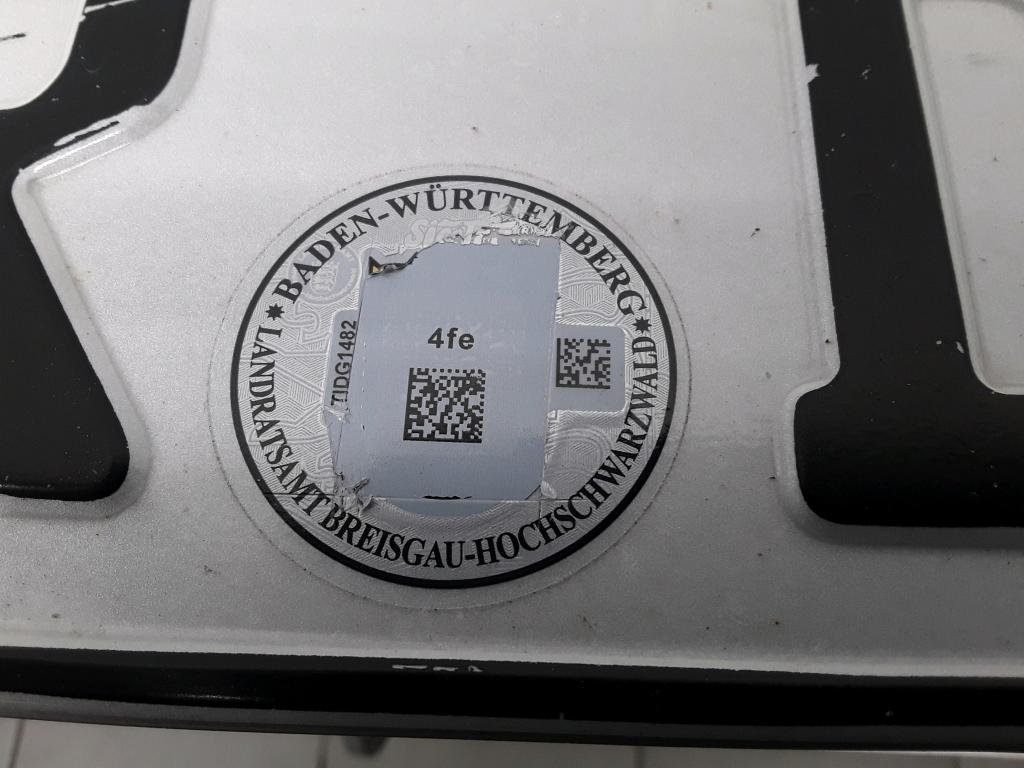 BADEN-WÜRTTEMBERG
TIDG1482
4fe
LANDRATSAMT BREISGAU-HOCHSCHWARZWALD